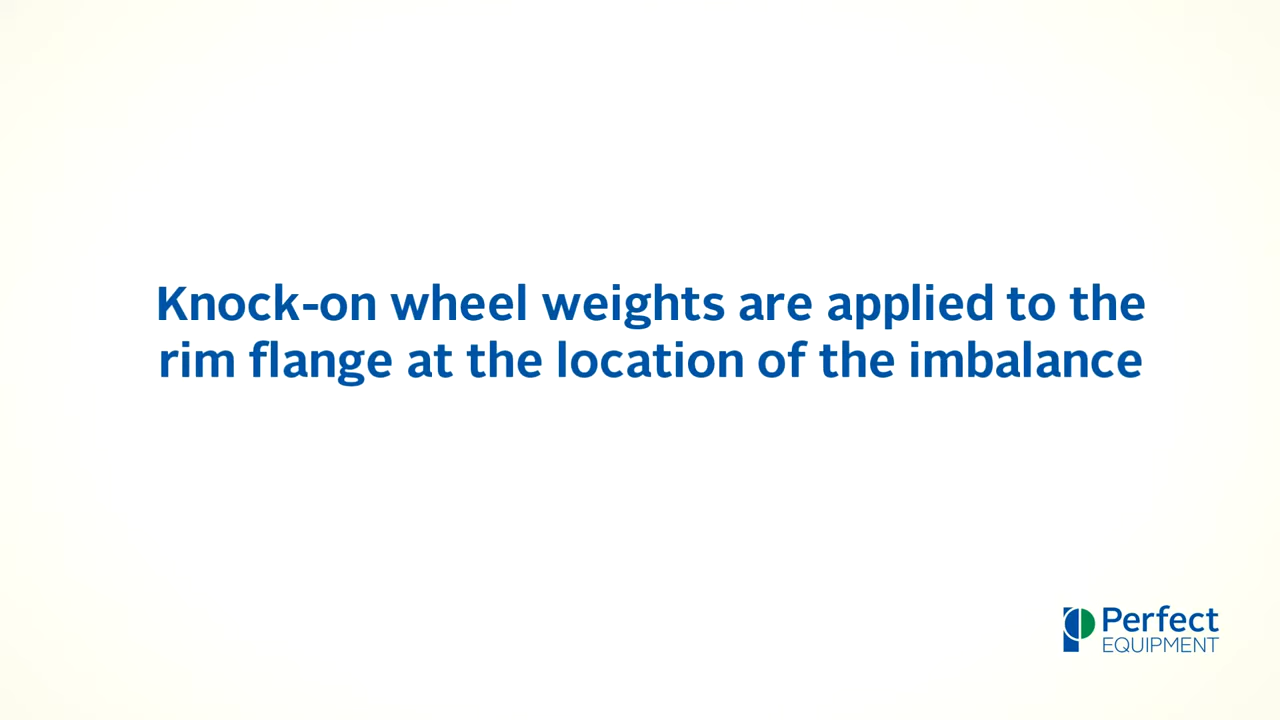 Knock-on wheel weights are applied to the
rim flange at the location of the imbalance
Perfect
EQUIPMENT